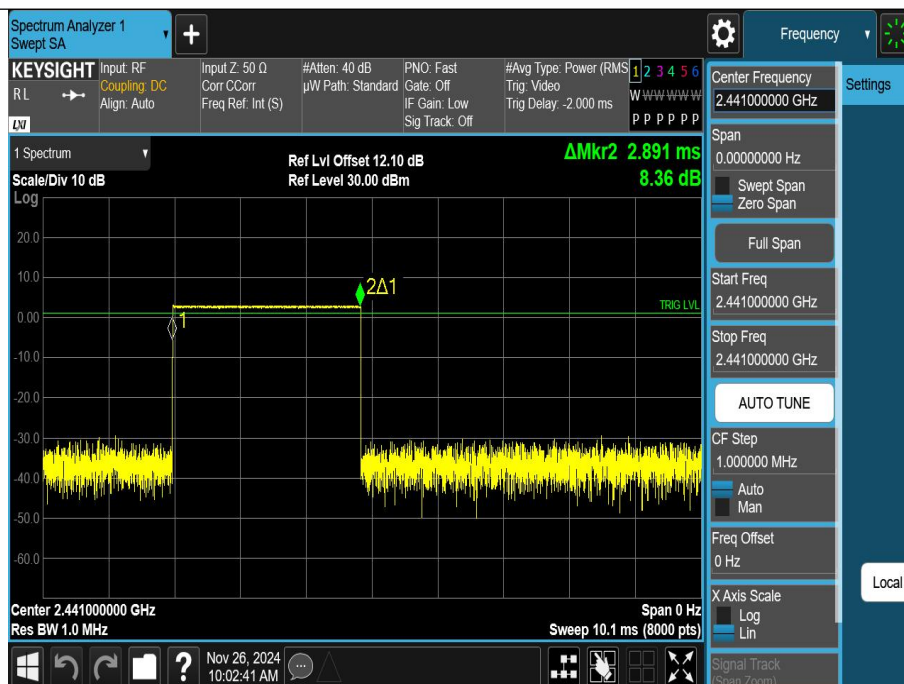 Spectrum Analyzer 1
Swept SA
Frequency
KEYSIGHT
R L
LXI
Input: RF
Coupling: DC
Align: Auto
Input Z: 50 Ω
Corr CCorr
Freq Ref: Int (S)
#Atten: 40 dB
µW Path: Standard
PNO: Fast
Gate: Off
IF Gain: Low
Sig Track: Off
#Avg Type: Power (RMS
Trig: Video
Trig Delay: -2.000 ms
1 2 3 4 5 6
W W W W W W
P P P P P P
1 Spectrum
Scale/Div 10 dB
Log
Ref Lvl Offset 12.10 dB
Ref Level 30.00 dBm
ΔMkr2 2.891 ms
8.36 dB
20.0
10.0
0.00
-10.0
-20.0
-30.0
-40.0
-50.0
-60.0
2Δ1
1
TRIG LVL
Center 2.441000000 GHz
Res BW 1.0 MHz
Span 0 Hz
Sweep 10.1 ms (8000 pts)
Nov 26, 2024
10:02:41 AM
Center Frequency
2.441000000 GHz
Span
0.00000000 Hz
Swept Span
Zero Span
Full Span
Start Freq
2.441000000 GHz
Stop Freq
2.441000000 GHz
AUTO TUNE
CF Step
1.000000 MHz
Auto
Man
Freq Offset
0 Hz
X Axis Scale
Log
Lin
Signal Track
(Span Zoom)
Settings
Local